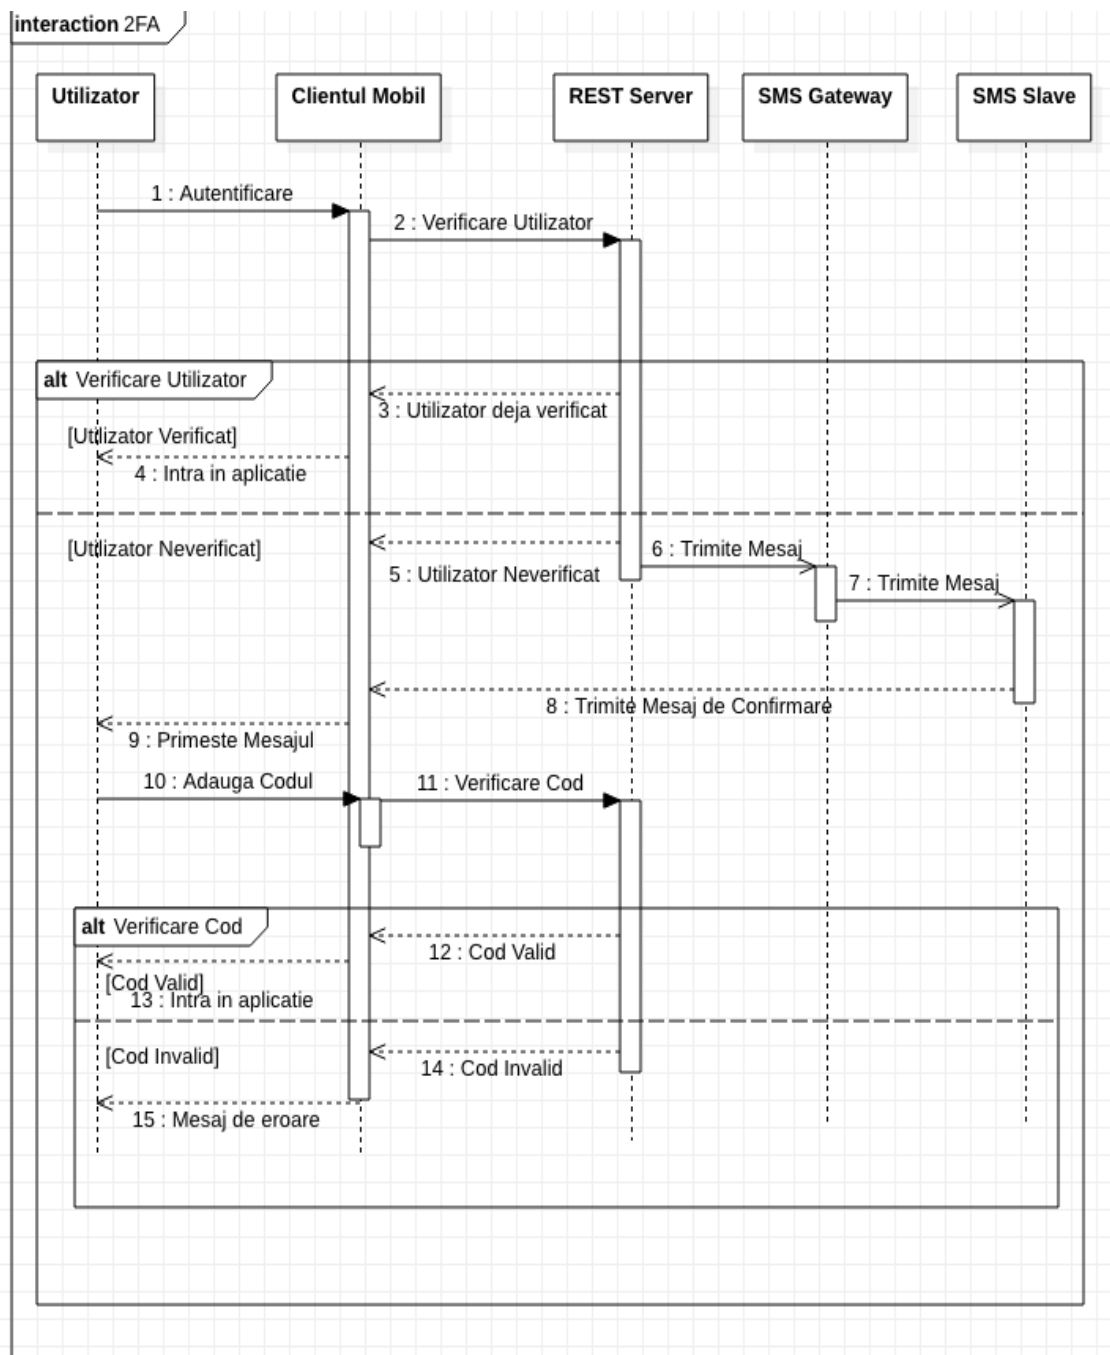 interaction 2FA
Utilizator
Clientul Mobil
REST Server
SMS Gateway
SMS Slave
1 : Autentificare
2 : Verificare Utilizator
alt Verificare Utilizator
3 : Utilizator deja verificat
[Utilizator Verificat]
4 : Intra in aplicatie
[Utilizator Neverificat]
5 : Utilizator Neverificat
6 : Trimite Mesaj
7 : Trimite Mesaj
8 : Trimite Mesaj de Confirmare
9 : Primeste Mesajul
10 : Adauga Codul
11 : Verificare Cod
alt Verificare Cod
12 : Cod Valid
[Cod Valid]
13 : Intra in aplicatie
[Cod Invalid]
14 : Cod Invalid
15 : Mesaj de eroare